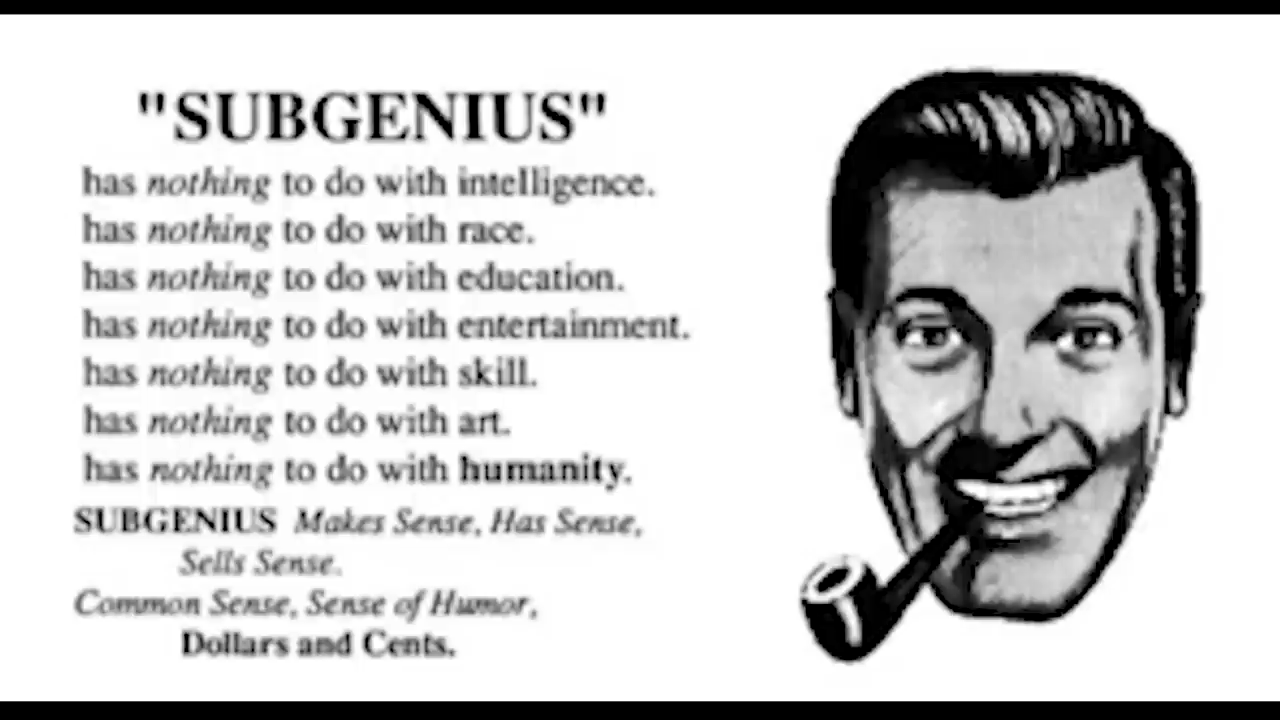 "SUBGENIUS"
has nothing to do with intelligence.
has nothing to do with race.
has nothing to do with education.
has nothing to do with entertainment.
has nothing to do with skill.
has nothing to do with art.
has nothing to do with humanity.
SUBGENIUS Makes Sense, Has Sense,
Sells Sense.
Common Sense, Sense of Humor,
Dollars and Cents.